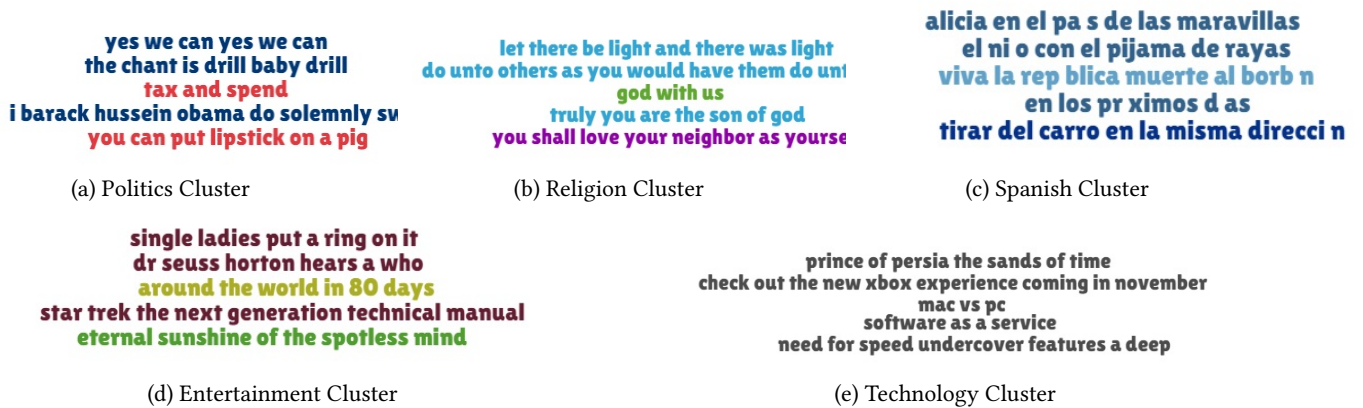 yes we can yes we can
the chant is drill baby drill
tax and spend
i barack hussein obama do solemnly sw
you can put lipstick on a pig
(a) Politics Cluster
let there be light and there was light
do unto others as you would have them do unt
god with us
truly you are the son of god
you shall love your neighbor as yourse
(b) Religion Cluster
alicia en el pa s de las maravillas
el ni o con el pijama de rayas
viva la rep blica muerte al borb n
en los pr ximos d as
tirar del carro en la misma direcci n
(c) Spanish Cluster
single ladies put a ring on it
dr seuss horton hears a who
around the world in 80 days
star trek the next generation technical manual
eternal sunshine of the spotless mind
(d) Entertainment Cluster
prince of persia the sands of time
check out the new xbox experience coming in november
mac vs pc
software as a service
need for speed undercover features a deep
(e) Technology Cluster